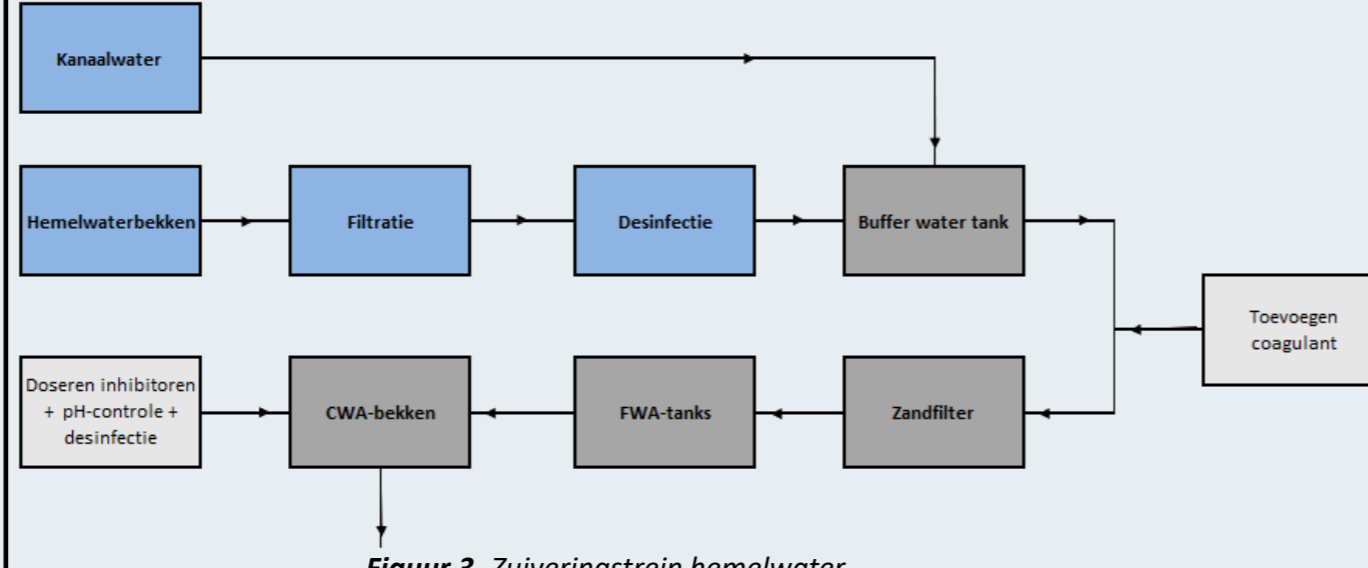 Kanaalwater
Hemelwaterbekken
Filtratie
Desinfectie
Buffer water tank
Toevoegen
coagulant
Doseren inhibitoren
+ pH-controle +
desinfectie
CWA-bekken
FWA-tanks
Zandfilter
Figuur 3. Zuiveringstrein hemelwater